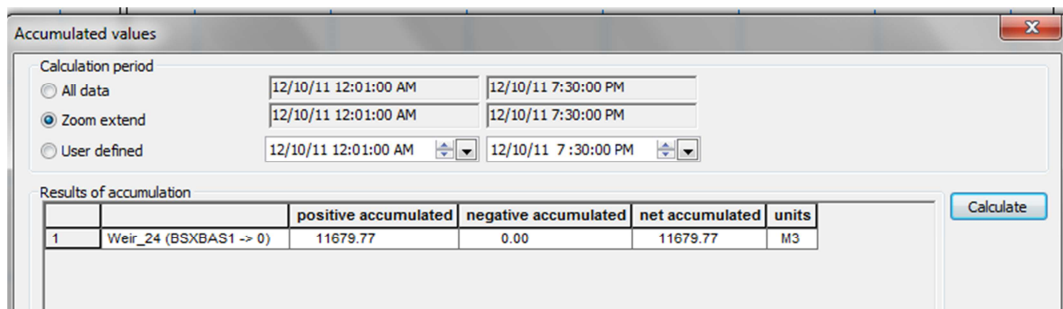 Accumulated values
Calculation period
All data 12/10/11 12:01:00 AM 12/10/11 7:30:00 PM
Zoom extend 12/10/11 12:01:00 AM 12/10/11 7:30:00 PM
User defined 12/10/11 12:01:00 AM 12/10/11 7:30:00 PM
Results of accumulation
Calculate
positive accumulated negative accumulated net accumulated units
1 Weir_24 (BSXBAS1 -> 0) 11679.77 0.00 11679.77 M3